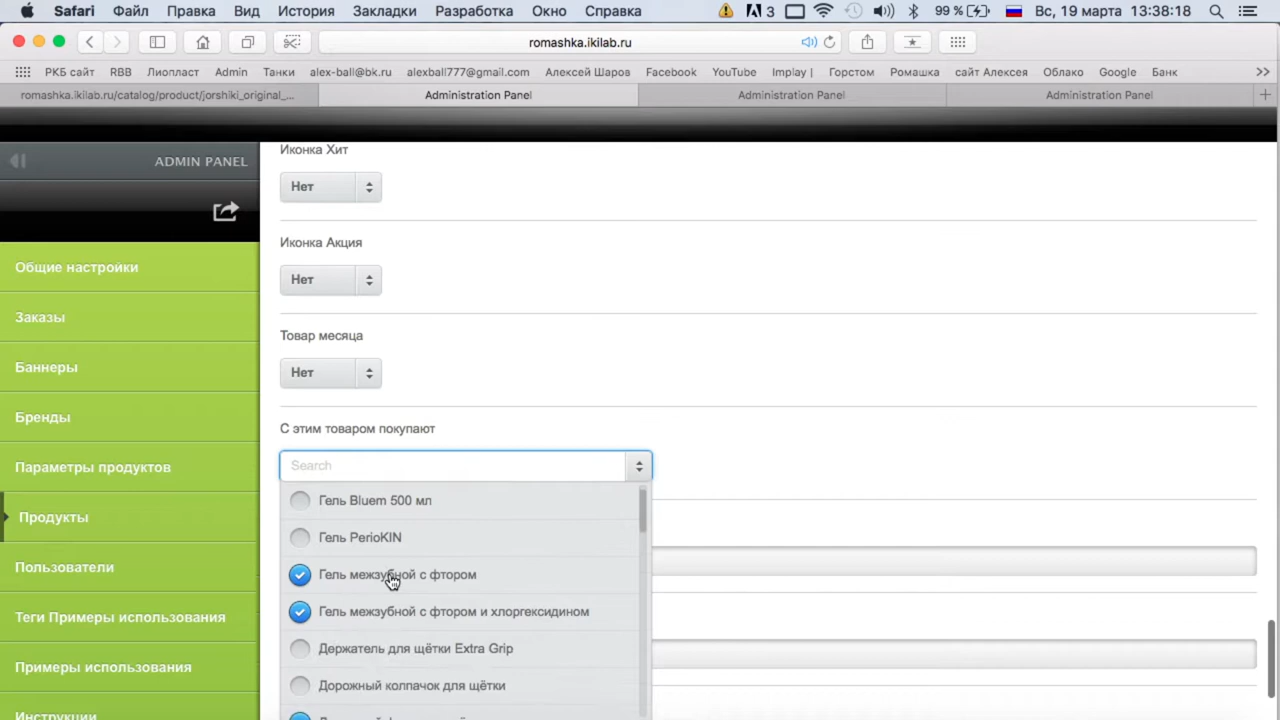 Safari Файл Правка Вид История Закладки Разработка Окно Справка 3 99 % Вс, 19 марта 13:38:18
romashka.ikilab.ru
РКБ сайт RBB Лиопласт Admin Танки alex-ball@bk.ru alexball777@gmail.com Алексей Шаров Facebook YouTube Implay | Горстом Ромашка сайт Алексея Облако Google Банк
romashka.ikilab.ru/catalog/product/jorshiki_original_... Administration Panel Administration Panel Administration Panel
ADMIN PANEL
Общие настройки
Заказы
Баннеры
Бренды
Параметры продуктов
Продукты
Пользователи
Теги Примеры использования
Примеры использования
Инструкции
Иконка Хит
Нет
Иконка Акция
Нет
Товар месяца
Нет
С этим товаром покупают
Search
Гель Bluem 500 мл
Гель PerioKIN
Гель межзубной с фтором
Гель межзубной с фтором и хлоргексидином
Держатель для щётки Extra Grip
Дорожный колпачок для щётки